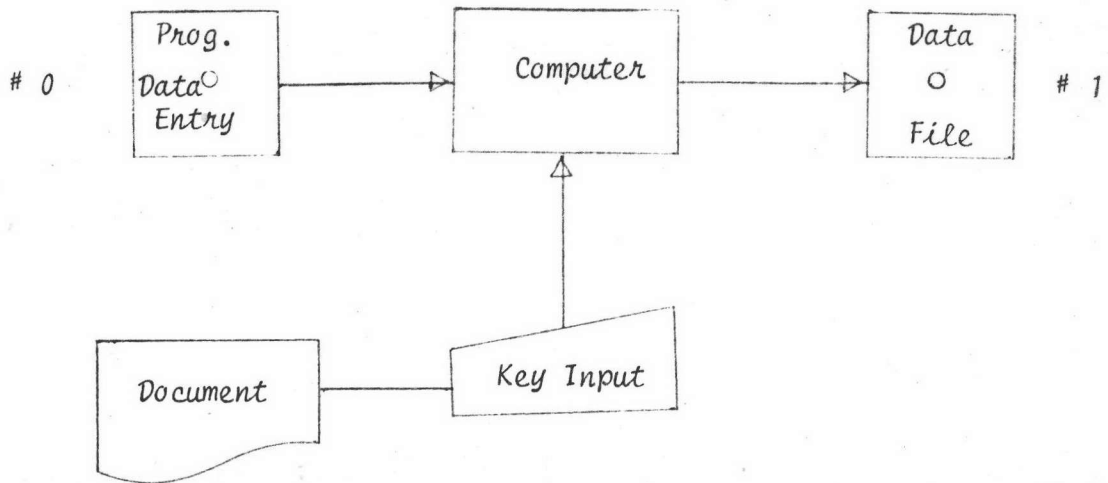 # 0
Prog.
Data
Entry
Computer
Data
File
# 1
Document
Key Input